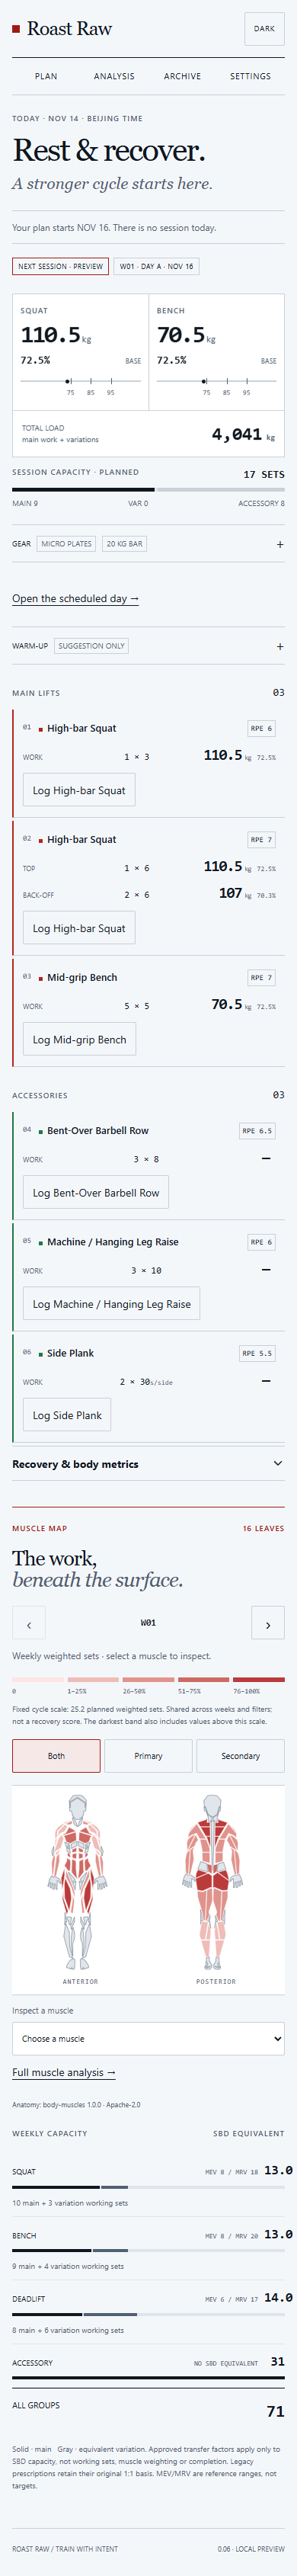 Roast Raw
DARK
PLAN ANALYSIS ARCHIVE SETTINGS
TODAY · NOV 14 · BEIJING TIME
Rest & recover.
A stronger cycle starts here.
Your plan starts NOV 16. There is no session today.
NEXT SESSION · PREVIEW W01 · DAY A · NOV 16
SQUAT BENCH
110.5 kg 70.5 kg
72.5% BASE 72.5% BASE
75 85 95 75 85 95
TOTAL LOAD
main work + variations
4,041 kg
SESSION CAPACITY · PLANNED 17 SETS
MAIN 9 VAR 0 ACCESSORY 8
GEAR MICRO PLATES 20 KG BAR +
Open the scheduled day →
WARM-UP SUGGESTION ONLY +
MAIN LIFTS 03
01 High-bar Squat RPE 6
WORK 1 × 3 110.5 kg 72.5%
Log High-bar Squat
02 High-bar Squat RPE 7
TOP 1 × 6 110.5 kg 72.5%
BACK-OFF 2 × 6 107 kg 70.3%
Log High-bar Squat
03 Mid-grip Bench RPE 7
WORK 5 × 5 70.5 kg 72.5%
Log Mid-grip Bench
ACCESSORIES 03
04 Bent-Over Barbell Row RPE 6.5
WORK 3 × 8 —
Log Bent-Over Barbell Row
05 Machine / Hanging Leg Raise RPE 6
WORK 3 × 10 —
Log Machine / Hanging Leg Raise
06 Side Plank RPE 5.5
WORK 2 × 30s/side —
Log Side Plank
Recovery & body metrics
MUSCLE MAP 16 LEAVES
The work,
beneath the surface.
‹ W01 ›
Weekly weighted sets · select a muscle to inspect.
0 1–25% 26–50% 51–75% 76–100%
Fixed cycle scale: 25.2 planned weighted sets. Shared across weeks and filters;
not a recovery score. The darkest band also includes values above this scale.
Both Primary Secondary
ANTERIOR POSTERIOR
Inspect a muscle
Choose a muscle
Full muscle analysis →
Anatomy: body-muscles 1.0.0 · Apache-2.0
WEEKLY CAPACITY SBD EQUIVALENT
SQUAT MEV 8 / MRV 18 13.0
10 main + 3 variation working sets
BENCH MEV 8 / MRV 20 13.0
9 main + 4 variation working sets
DEADLIFT MEV 6 / MRV 17 14.0
8 main + 6 variation working sets
ACCESSORY NO SBD EQUIVALENT 31
ALL GROUPS 71
Solid · main Gray · equivalent variation. Approved transfer factors apply only to
SBD capacity, not working sets, muscle weighting or completion. Legacy
prescriptions retain their original 1:1 basis. MEV/MRV are reference ranges, not
targets.
ROAST RAW / TRAIN WITH INTENT 0.06 · LOCAL PREVIEW